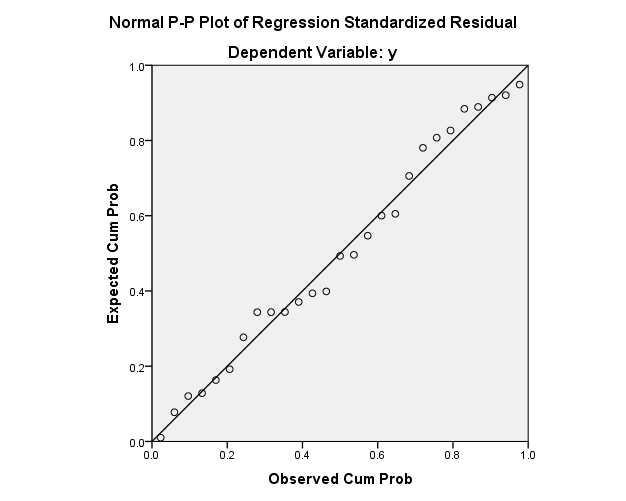 Normal P-P Plot of Regression Standardized Residual
Dependent Variable: y
1.0
0.8
0.6
0.4
0.2
0.0
Expected Cum Prob
0.0 0.2 0.4 0.6 0.8 1.0
Observed Cum Prob